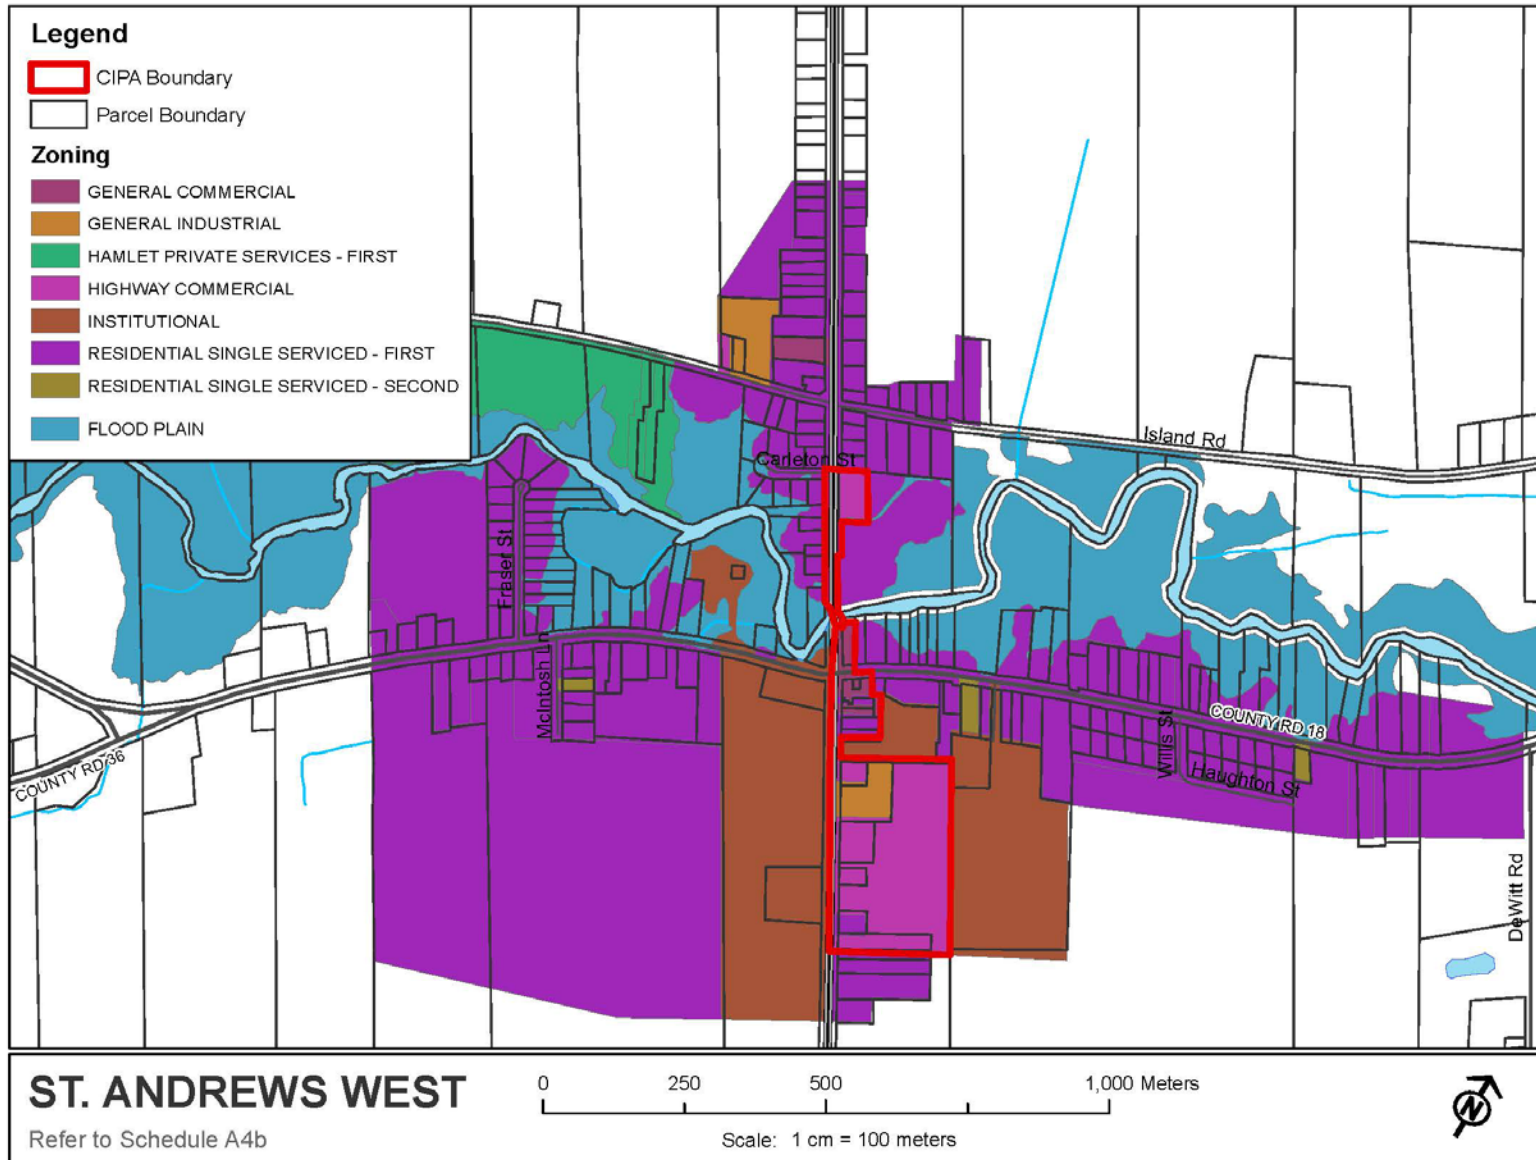 Legend
CIPA Boundary
Parcel Boundary
Zoning
GENERAL COMMERCIAL
GENERAL INDUSTRIAL
HAMLET PRIVATE SERVICES - FIRST
HIGHWAY COMMERCIAL
INSTITUTIONAL
RESIDENTIAL SINGLE SERVICED - FIRST
RESIDENTIAL SINGLE SERVICED - SECOND
FLOOD PLAIN
Island Rd
Carleton St
Fraser St
McIntosh Ln
COUNTY RD 36
COUNTY RD 18
Willis St
Haughton St
DeWitt Rd
ST. ANDREWS WEST
Refer to Schedule A4b
0 250 500 1,000 Meters
Scale: 1 cm = 100 meters
N